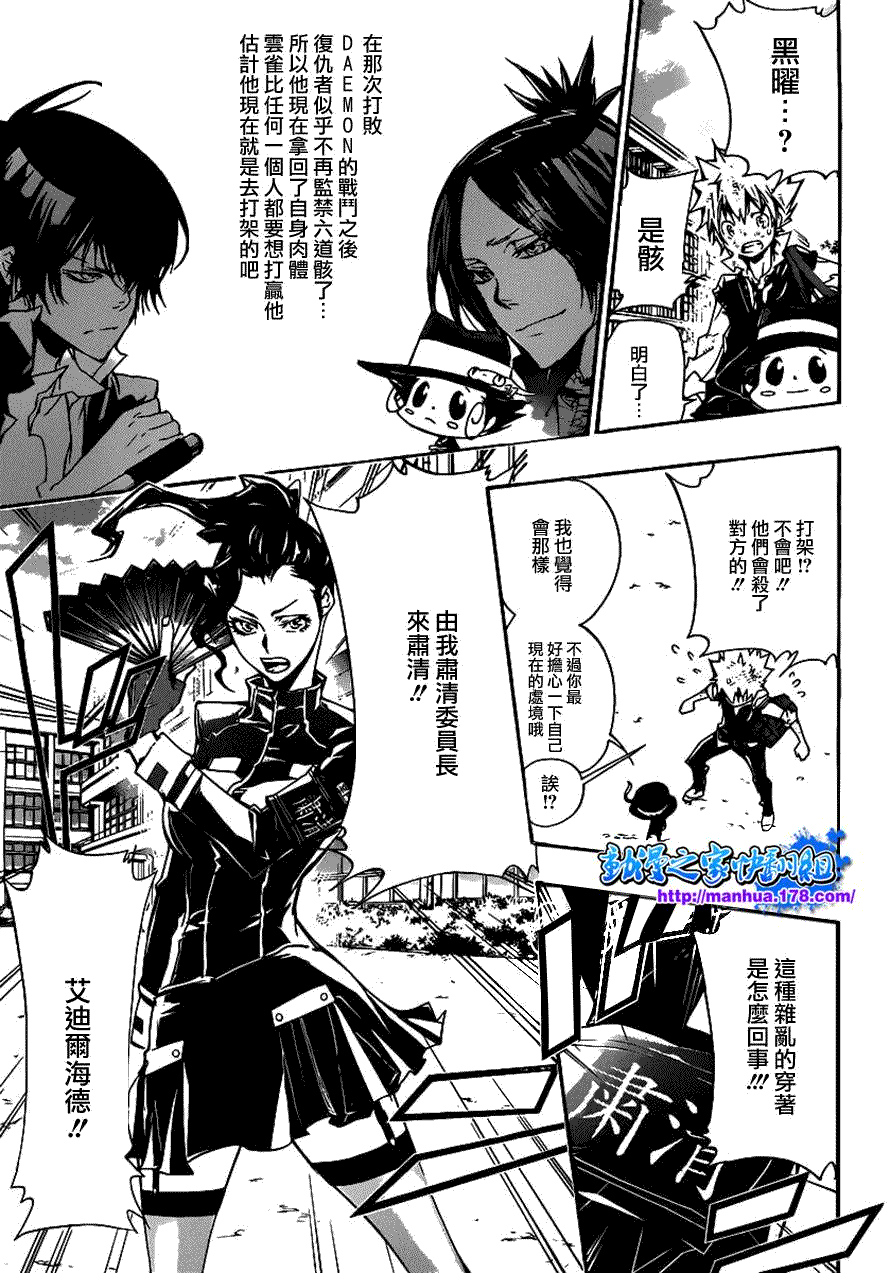 黑曜…?
是骸
明白了…
在那次打敗
DAEMON的戰鬥之後
復仇者似乎不再監禁六道骸了…
所以他現在拿回了自身肉體
雲雀比任何一個人都要想打贏他
估計他現在就是去打架的吧
打架!?
不會吧!!
他們會殺了
對方的!!
我也覺得
會那樣
不過你最
好擔心一下自己
現在的處境哦
誒!?
動漫之家快翻組
http://manhua.178.com/
這種雜亂的穿著
是怎麼回事!!!
肅清
由我肅清委員長
來肅清!!
艾迪爾海德!!